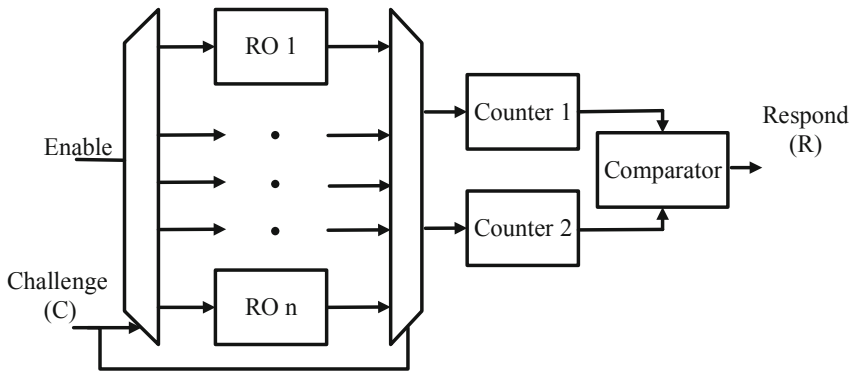 RO 1
Enable
Challenge
(C)
RO n
Counter 1
Counter 2
Comparator
Respond
(R)